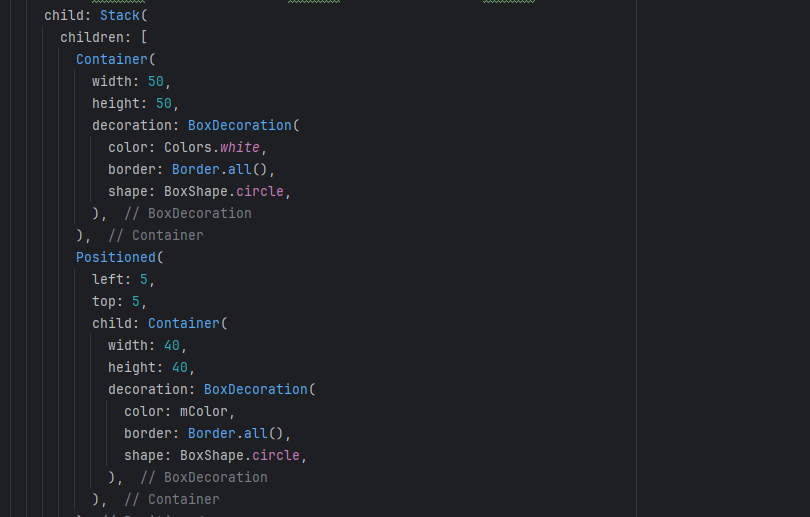 child: Stack(
children: [
Container(
width: 50,
height: 50,
decoration: BoxDecoration(
color: Colors.white,
border: Border.all(),
shape: BoxShape.circle,
), // BoxDecoration
), // Container
Positioned(
left: 5,
top: 5,
child: Container(
width: 40,
height: 40,
decoration: BoxDecoration(
color: mColor,
border: Border.all(),
shape: BoxShape.circle,
), // BoxDecoration
), // Container